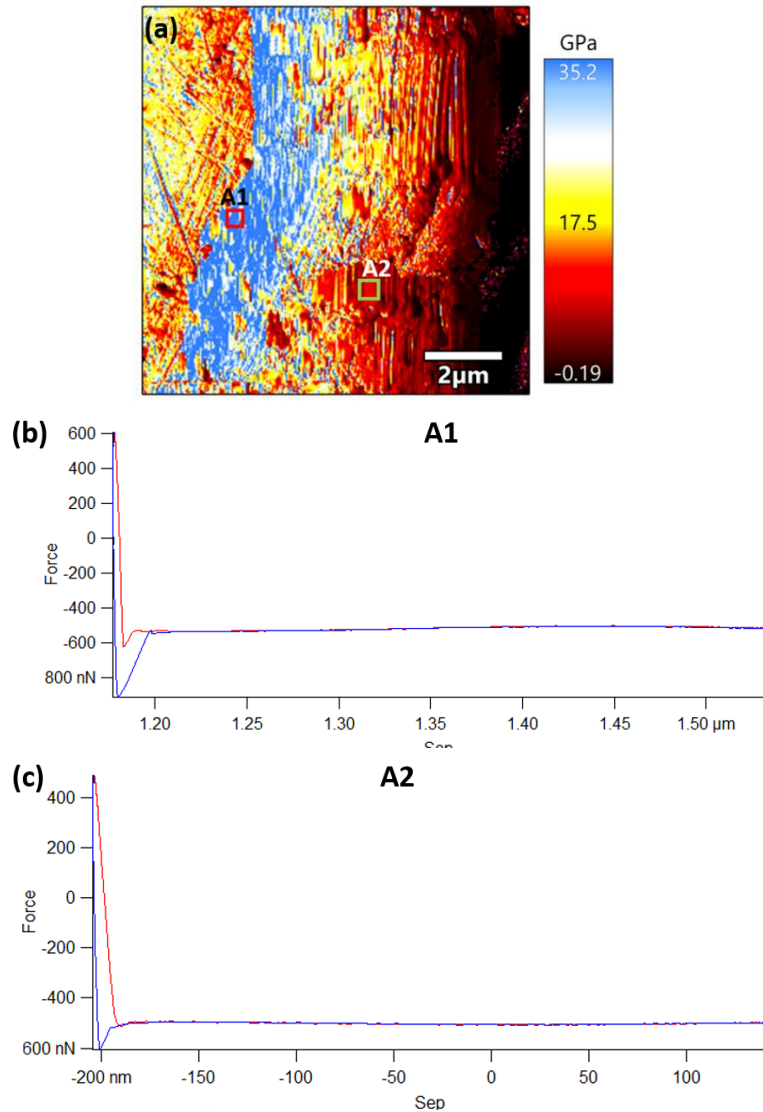 (a)
GPa
35.2
17.5
-0.19
A1
A2
2μm
(b)
A1
600
400
200
0
-200
-400
-600
800 nN
Force
1.20
1.25
1.30
1.35
1.40
1.45
1.50 μm
Sep
(c)
A2
400
200
0
-200
-400
600 nN
Force
-200 nm
-150
-100
-50
0
50
100
Sep